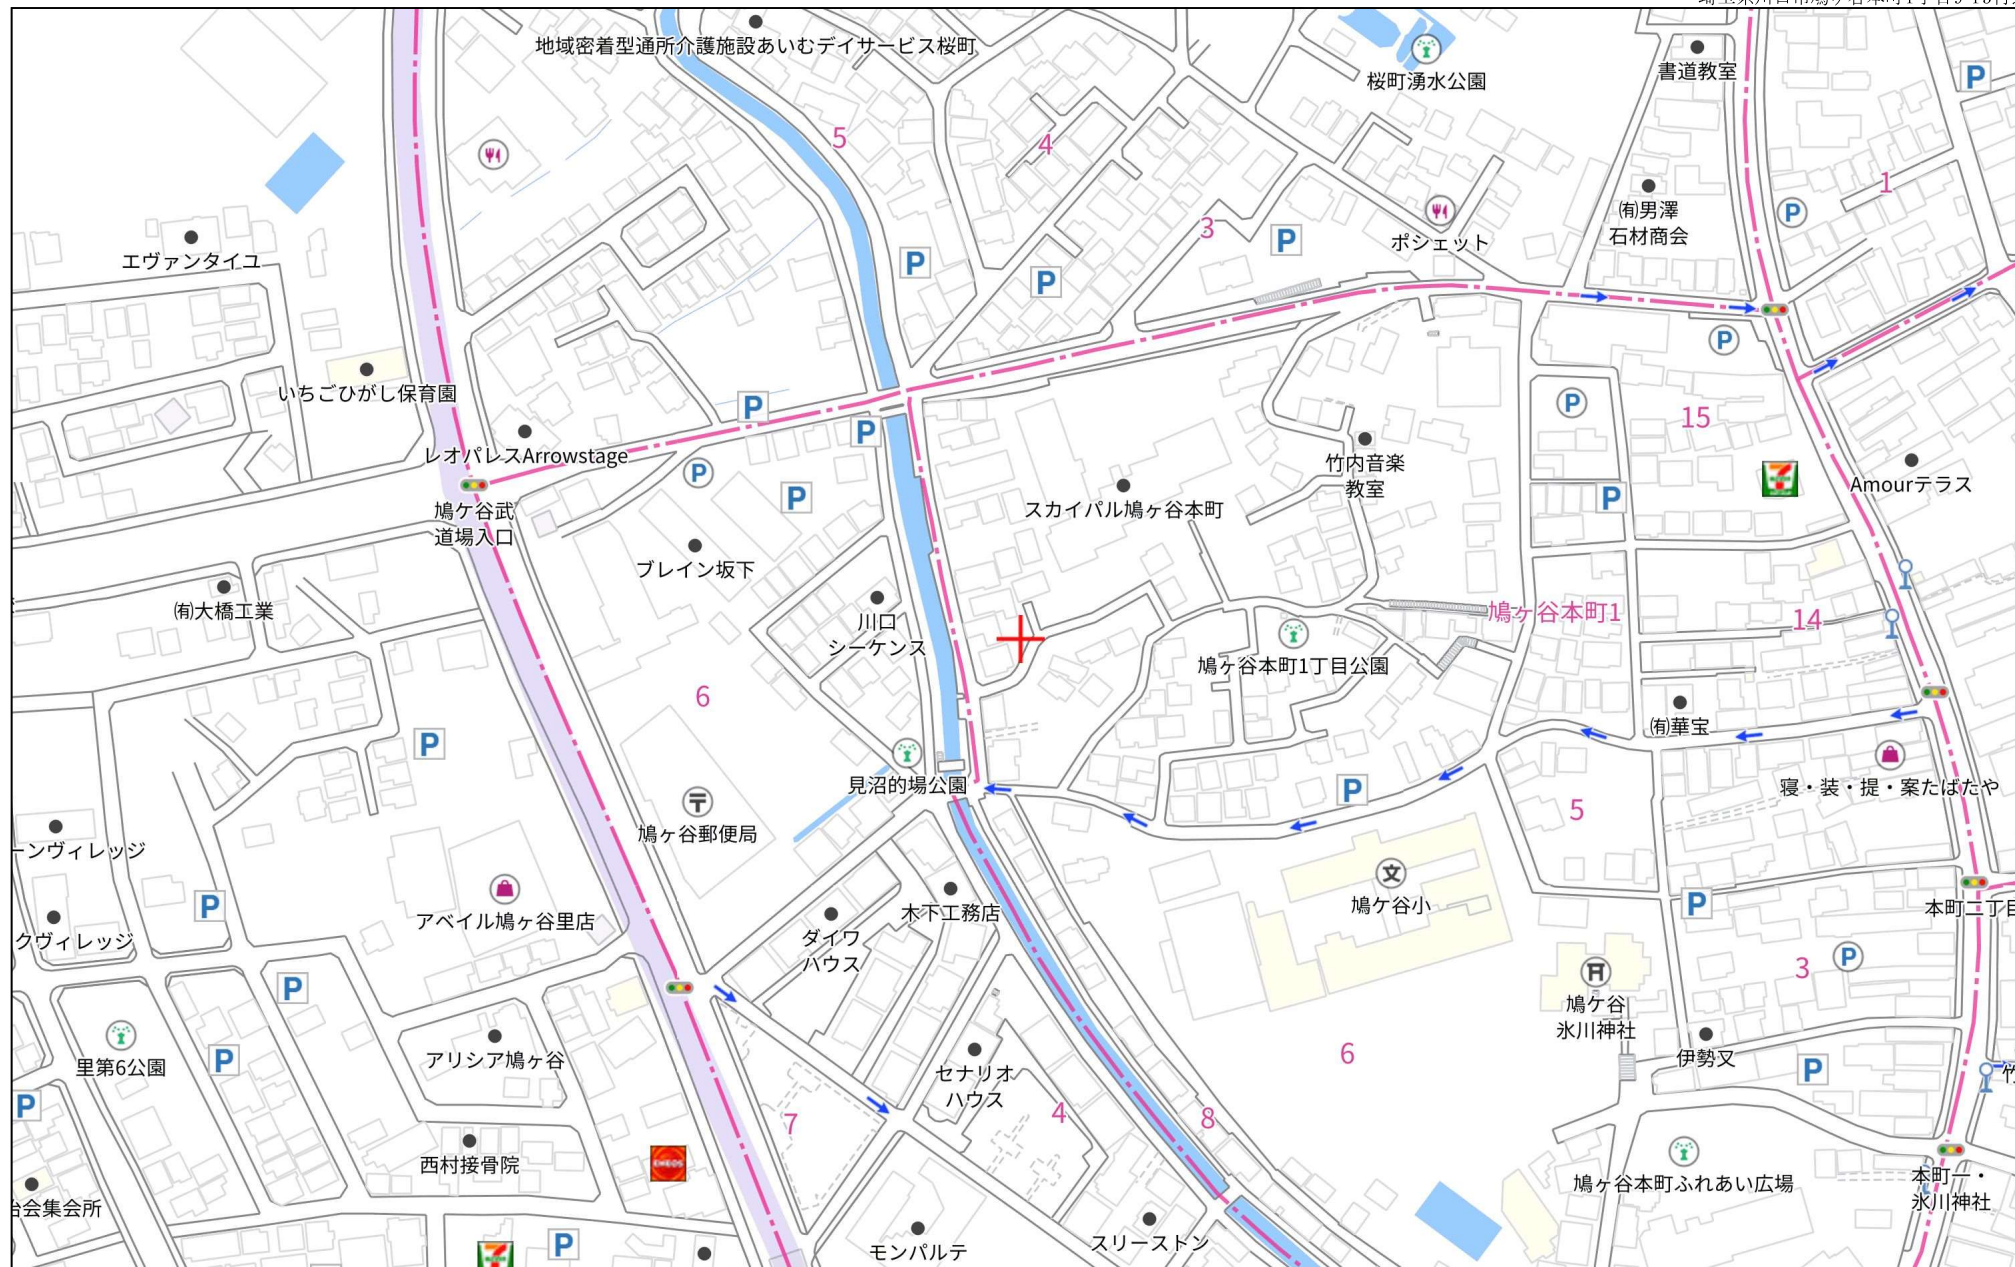 地域密着型通所介護施設あいむデイサービス桜町
書道教室
P
桜町湧水公園
5
4
1
3
㈲男澤
石材商会
P
P
ポシェット
エヴァンタイユ
P
P
P
いちごひがし保育園
P
P
P
15
レオパレスArrowstage
竹内音楽
教室
Amourテラス
P
P
P
スカイパル鳩ヶ谷本町
鳩ケ谷武
道場入口
ブレイン坂下
㈲大橋工業
川口
シーケンス
鳩ヶ谷本町1
14
鳩ヶ谷本町1丁目公園
6
㈲華宝
P
見沼的場公園
P
寝・装・提・案たばたや
5
鳩ヶ谷郵便局
ーンヴィレッジ
文
鳩ケ谷小
アベイル鳩ヶ谷里店
木下工務店
P
P
本町二丁目
クヴィレッジ
ダイワ
ハウス
3
P
P
鳩ケ谷
氷川神社
里第6公園
P
アリシア鳩ヶ谷
セナリオ
ハウス
6
伊勢又
P
竹
P
7
4
8
西村接骨院
ENEOS
鳩ヶ谷本町ふれあい広場
本町一・
氷川神社
治会集会所
モンパルテ
スリーストン
P